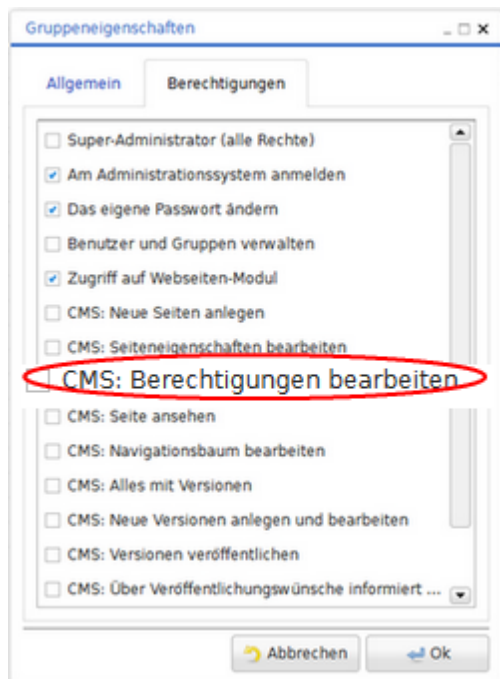 Gruppeneigenschaften
Allgemein Berechtigungen
Super-Administrator (alle Rechte)
Am Administrationssystem anmelden
Das eigene Passwort ändern
Benutzer und Gruppen verwalten
Zugriff auf Webseiten-Modul
CMS: Neue Seiten anlegen
CMS: Seiteneigenschaften bearbeiten
CMS: Berechtigungen bearbeiten
CMS: Seite ansehen
CMS: Navigationsbaum bearbeiten
CMS: Alles mit Versionen
CMS: Neue Versionen anlegen und bearbeiten
CMS: Versionen veröffentlichen
CMS: Über Veröffentlichungswünsche informiert ...
Abbrechen Ok